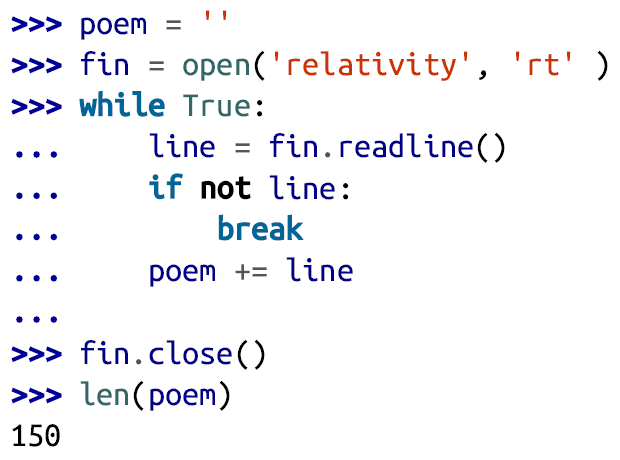 >>> poem = ''
>>> fin = open('relativity', 'rt' )
>>> while True:
...     line = fin.readline()
...     if not line:
...         break
...     poem += line
...
>>> fin.close()
>>> len(poem)
150